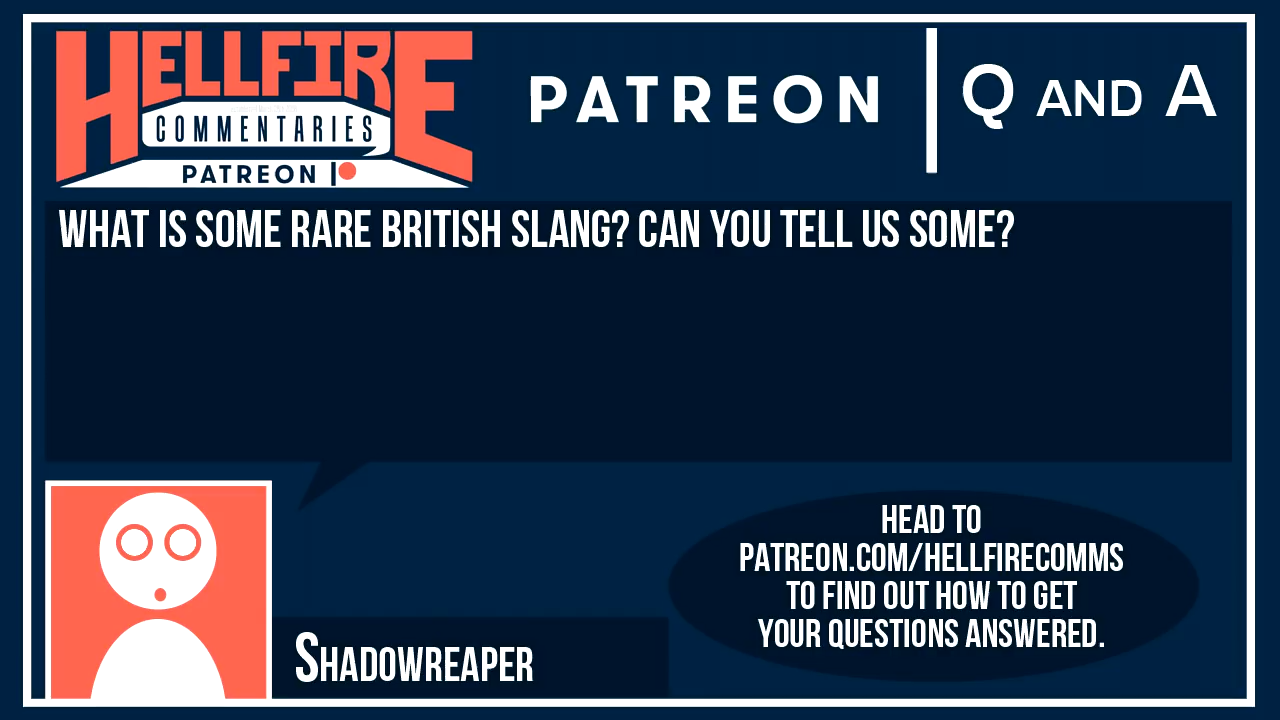 HELLFIRE
COMMENTARIES
PATREON
PATREON | Q AND A
WHAT IS SOME RARE BRITISH SLANG? CAN YOU TELL US SOME?
HEAD TO
PATREON.COM/HELLFIRECOMMS
TO FIND OUT HOW TO GET
YOUR QUESTIONS ANSWERED.
SHADOWREAPER